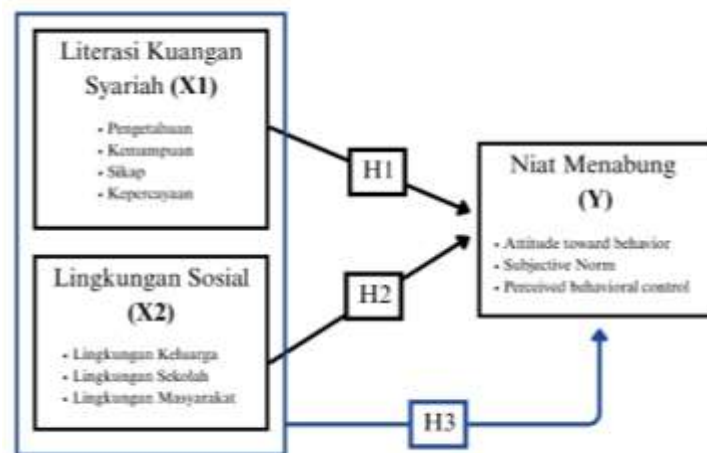 Literasi Kuangan
Syariah (X1)
• Pengetahuan
• Kemampuan
• Sikap
• Kepercayaan
H1
Niat Menabung
(Y)
• Attitude toward behavior
• Subjective Norm
• Perceived behavioral control
Lingkungan Sosial
(X2)
• Lingkungan Keluarga
• Lingkungan Sekolah
• Lingkungan Masyarakat
H2
H3